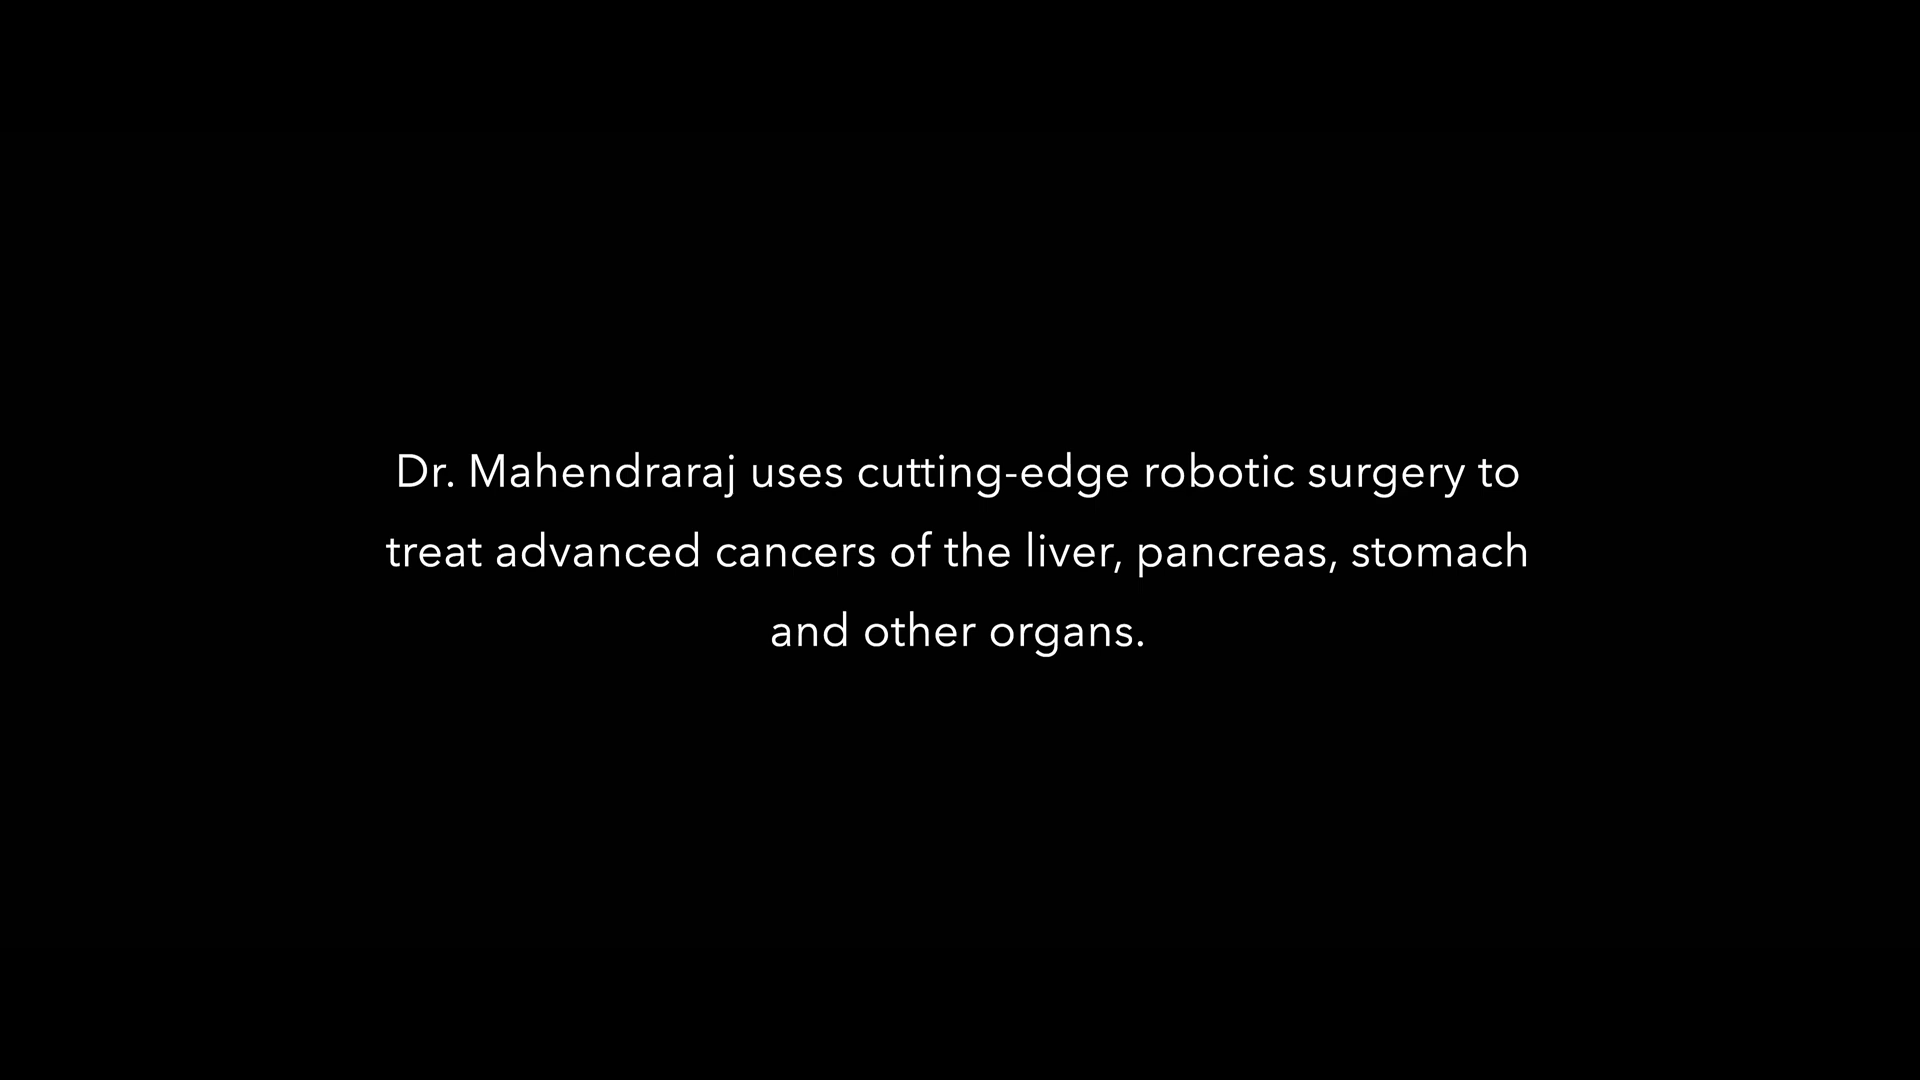 Dr. Mahendraraj uses cutting-edge robotic surgery to
treat advanced cancers of the liver, pancreas, stomach
and other organs.